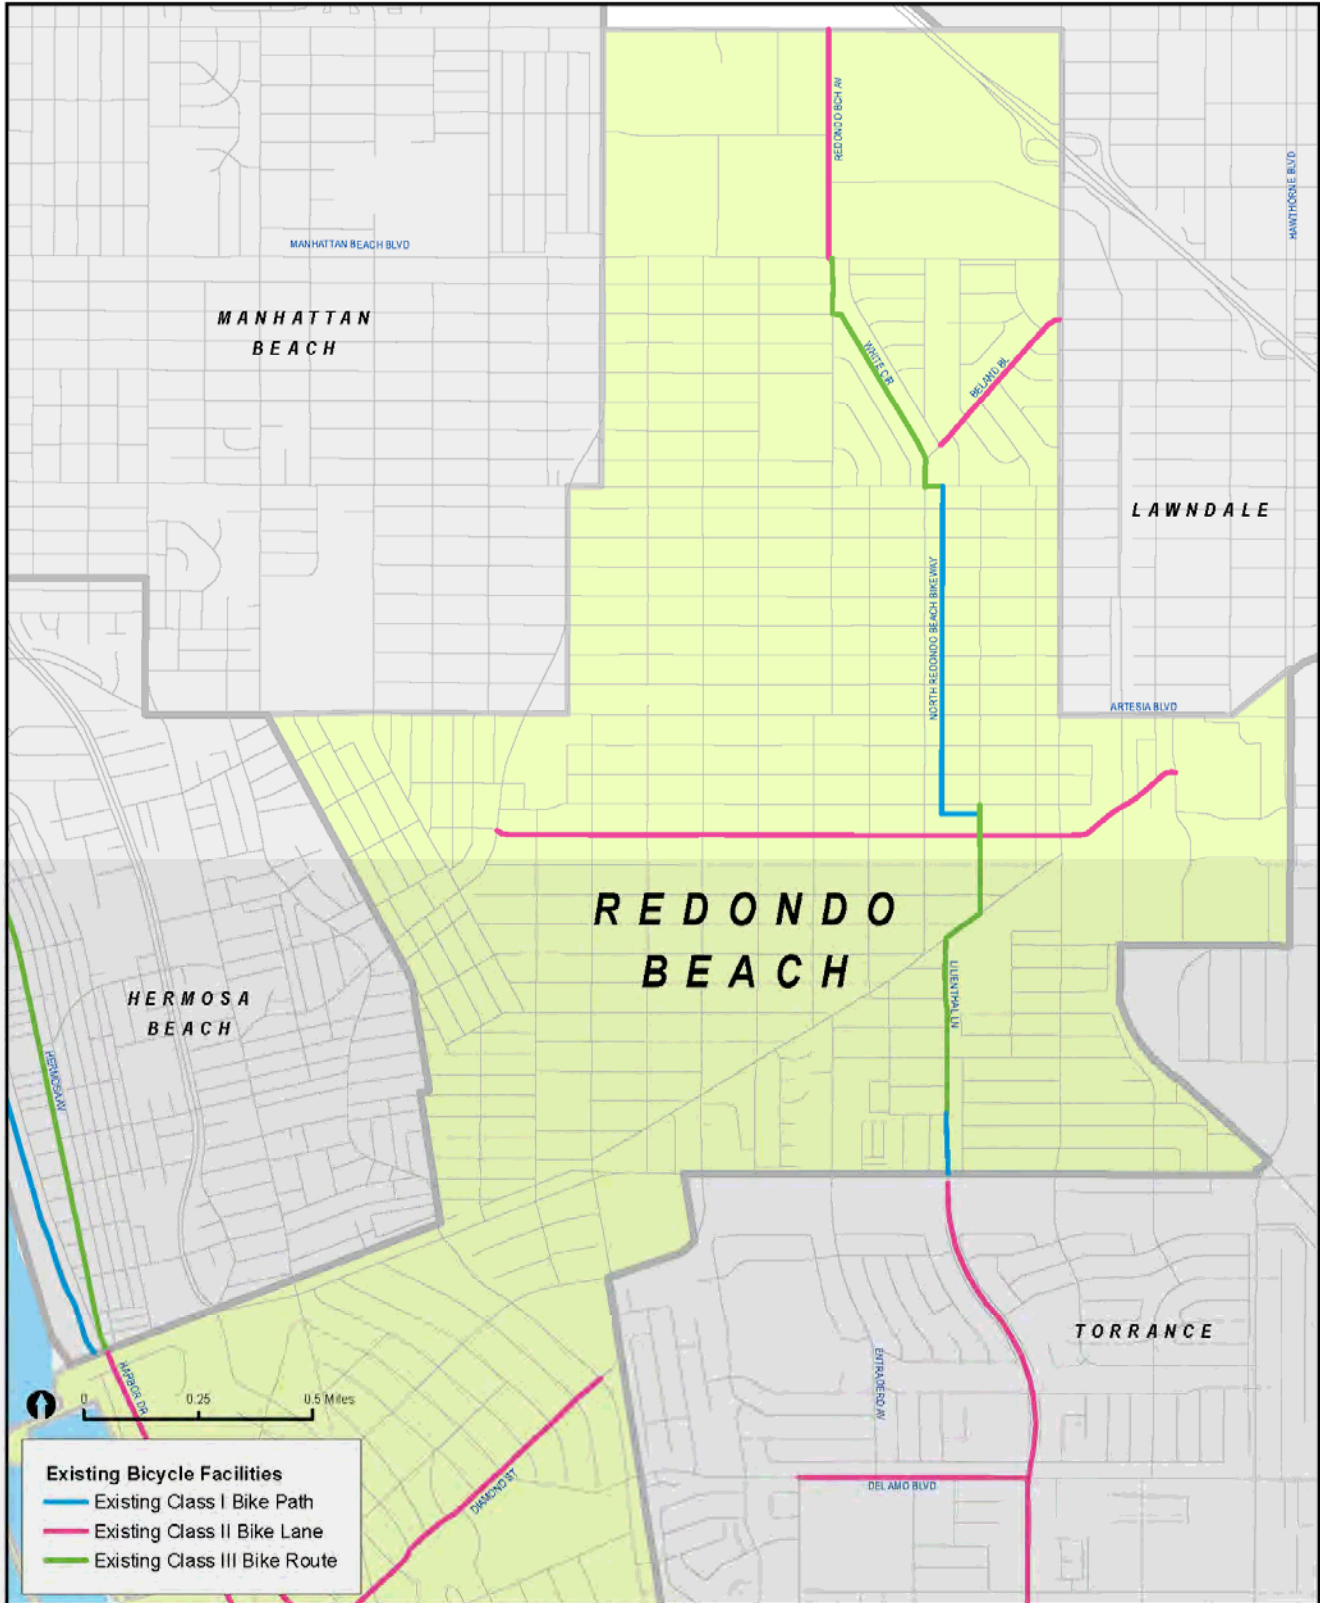 REDONDO BCH AV
HAWTHORNE BLVD
MANHATTAN BEACH BLVD
MANHATTAN
BEACH
WHITE CIR
BELAND BL
LAWNDALE
NORTH REDONDO BEACH BIKEWAY
ARTESIA BLVD
REDONDO
BEACH
HERMOSA
BEACH
LILIENTHAL LN
HERMOSA AV
TORRANCE
HARBOR DR
ENTRADERO AV
0 0.25 0.5 Miles
DIAMOND ST
DEL AMO BLVD
Existing Bicycle Facilities
Existing Class I Bike Path
Existing Class II Bike Lane
Existing Class III Bike Route